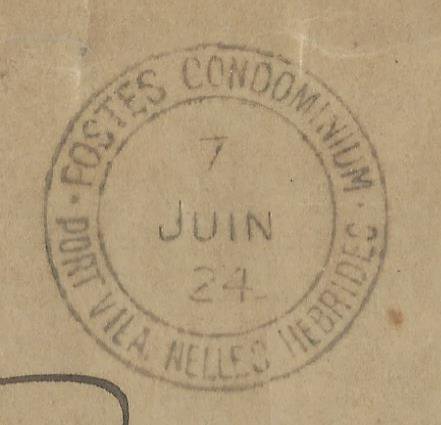 · POSTES CONDOMINIUM ·
7
JUIN
24
PORT VILA. NELLES HEBRIDES